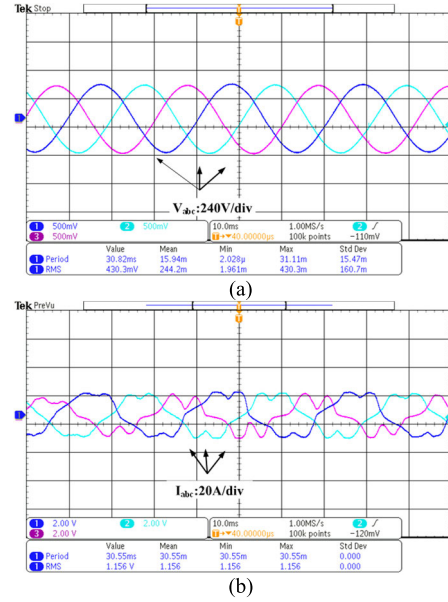 Tek Stop
1
V_abc:240V/div
1 500mV 2 500mV 10.0ms 1.00MS/s 2
3 500mV 40.00000µs 100k points -110mV
Value Mean Min Max Std Dev
1 Period 30.82ms 15.94m 2.028µ 31.11m 15.47m
1 RMS 430.3mV 244.2m 1.961m 430.3m 160.7m
(a)
Tek PreVu
1
I_abc:20A/div
1 2.00 V 2 2.00 V 10.0ms 1.00MS/s 2
3 2.00 V 40.00000µs 100k points -120mV
Value Mean Min Max Std Dev
1 Period 30.55ms 30.55m 30.55m 30.55m 0.000
1 RMS 1.156 V 1.156 1.156 1.156 0.000
(b)